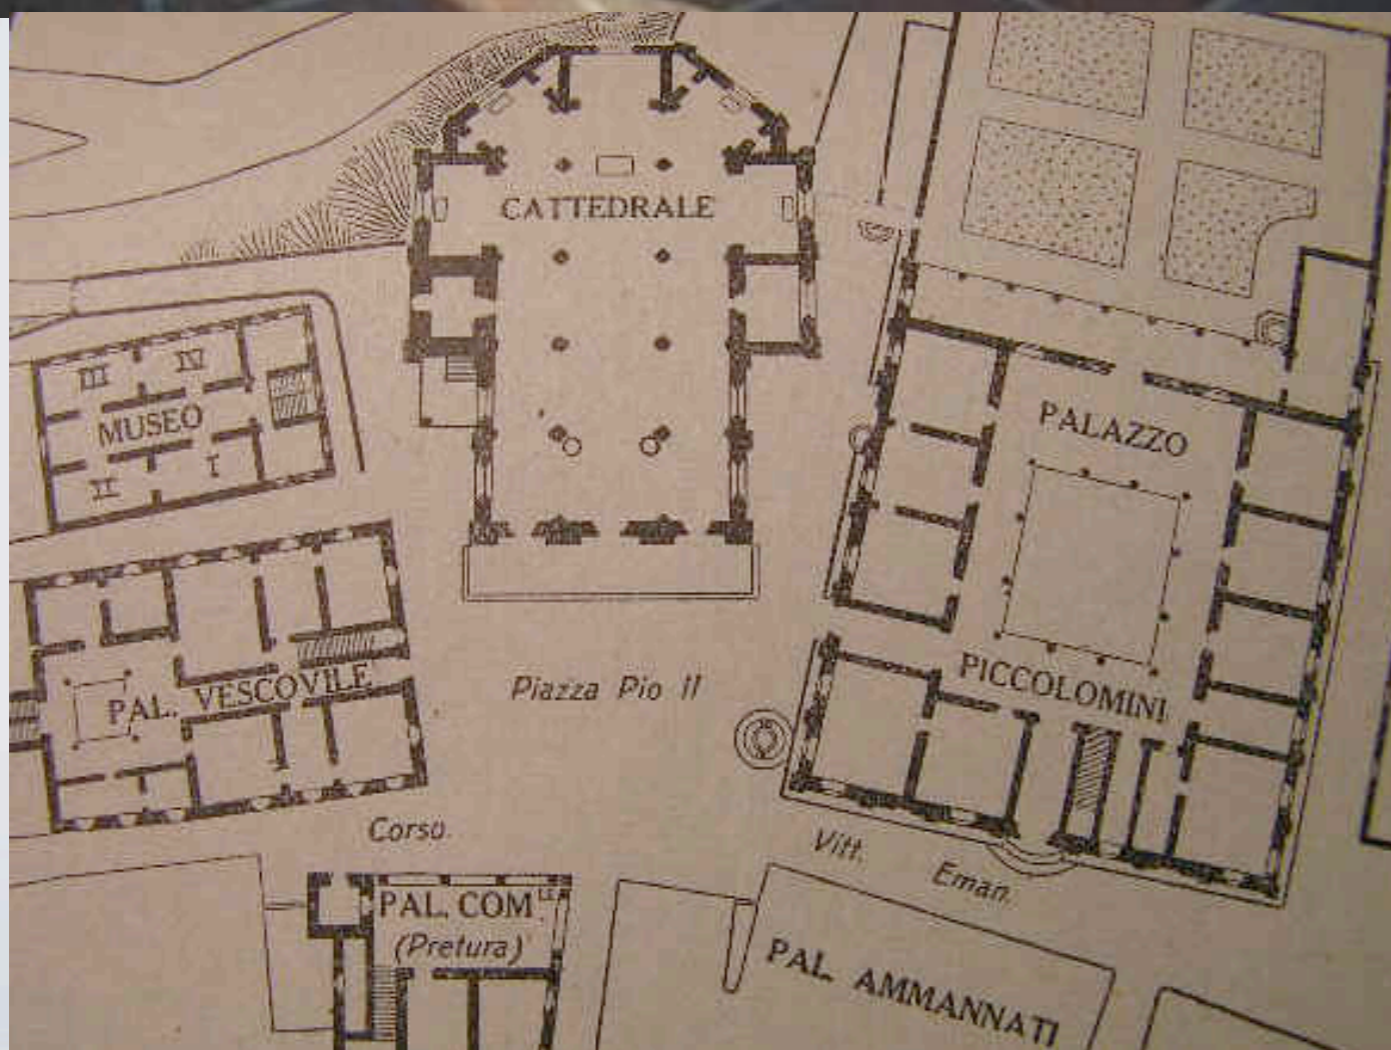 CATTEDRALE
III
IV
MUSEO
II
I
PALAZZO
PICCOLOMINI
PAL. VESCOVILE
Piazza Pio II
Corso
Vitt.
Eman.
PAL. COM.LE
(Pretura)
PAL. AMMANNATI